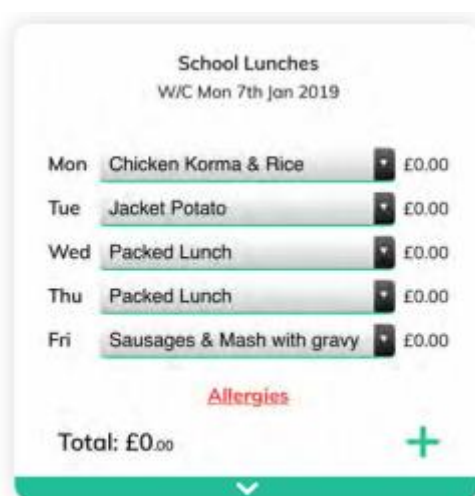 School Lunches
W/C Mon 7th Jan 2019
Mon Chicken Korma & Rice £0.00
Tue Jacket Potato £0.00
Wed Packed Lunch £0.00
Thu Packed Lunch £0.00
Fri Sausages & Mash with gravy £0.00
Allergies
Total: £0.00